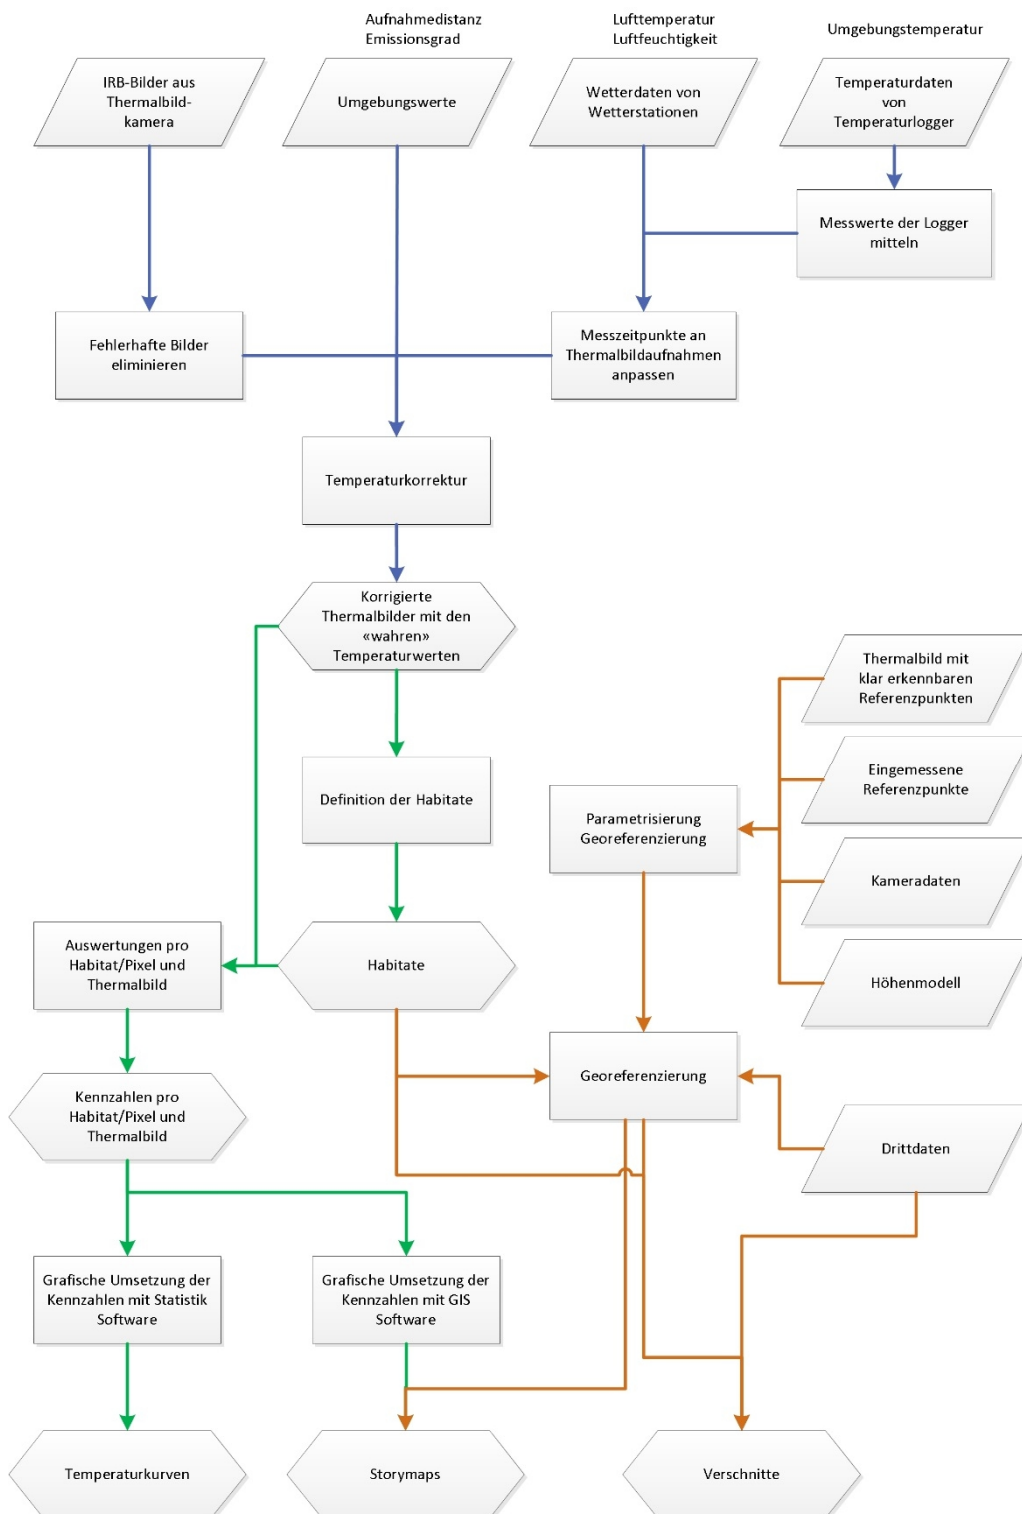 Aufnahmedistanz
Emissionsgrad
Lufttemperatur
Luftfeuchtigkeit
Umgebungstemperatur
IRB-Bilder aus
Thermalbild-
kamera
Umgebungswerte
Wetterdaten von
Wetterstationen
Temperaturdaten
von
Temperaturlogger
Messwerte der Logger
mitteln
Fehlerhafte Bilder
eliminieren
Messzeitpunkte an
Thermalbildaufnahmen
anpassen
Temperaturkorrektur
Korrigierte
Thermalbilder mit den
«wahren»
Temperaturwerten
Thermalbild mit
klar erkennbaren
Referenzpunkten
Eingemessene
Referenzpunkte
Definition der Habitate
Parametrisierung
Georeferenzierung
Kameradaten
Auswertungen pro
Habitat/Pixel und
Thermalbild
Habitate
Höhenmodell
Georeferenzierung
Kennzahlen pro
Habitat/Pixel und
Thermalbild
Drittdaten
Grafische Umsetzung der
Kennzahlen mit Statistik
Software
Grafische Umsetzung der
Kennzahlen mit GIS
Software
Temperaturkurven
Storymaps
Verschnitte